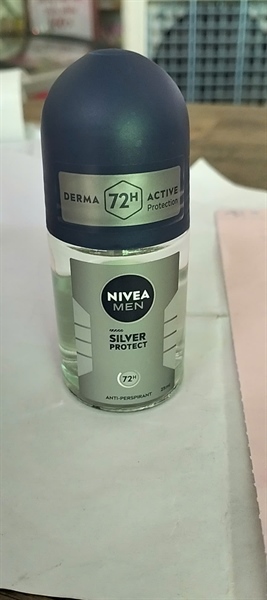 DERMA 72H ACTIVE
Protection
NIVEA
MEN
SILVER
PROTECT
72H
ANTI-PERSPIRANT